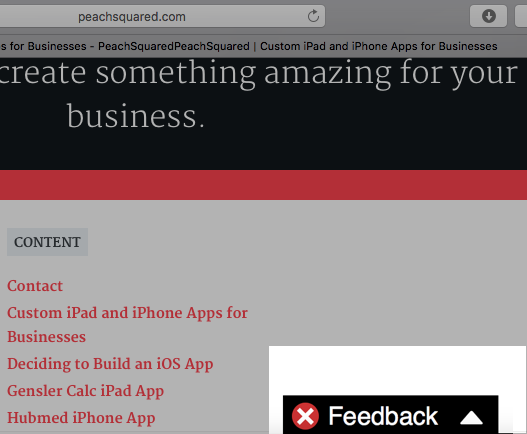 peachsquared.com
s for Businesses - PeachSquaredPeachSquared | Custom iPad and iPhone Apps for Businesses
create something amazing for your
business.
CONTENT
Contact
Custom iPad and iPhone Apps for
Businesses
Deciding to Build an iOS App
Gensler Calc iPad App
Hubmed iPhone App
Feedback